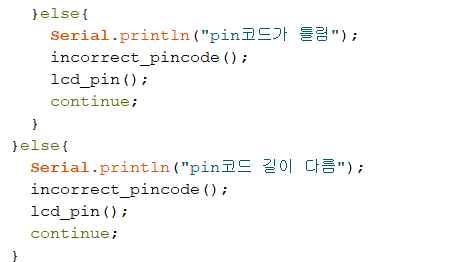 }else{
Serial.println("pin코드가 틀림");
incorrect_pincode();
lcd_pin();
continue;
}
}else{
Serial.println("pin코드 길이 다름");
incorrect_pincode();
lcd_pin();
continue;
}